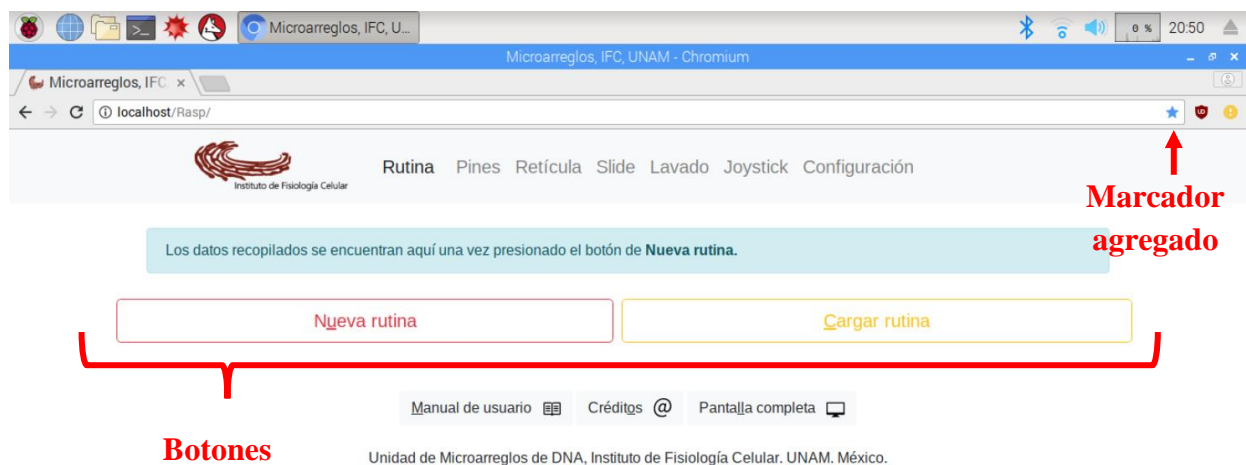 Microarreglos, IFC, U...
0 %
20:50
Microarreglos, IFC, UNAM - Chromium
Microarreglos, IFC
localhost/Rasp/
Instituto de Fisiología Celular
Rutina Pines Retícula Slide Lavado Joystick Configuración
Marcador
agregado
Los datos recopilados se encuentran aquí una vez presionado el botón de Nueva rutina.
Nueva rutina
Cargar rutina
Manual de usuario
Créditos @
Pantalla completa
Botones
Unidad de Microarreglos de DNA, Instituto de Fisiología Celular. UNAM. México.